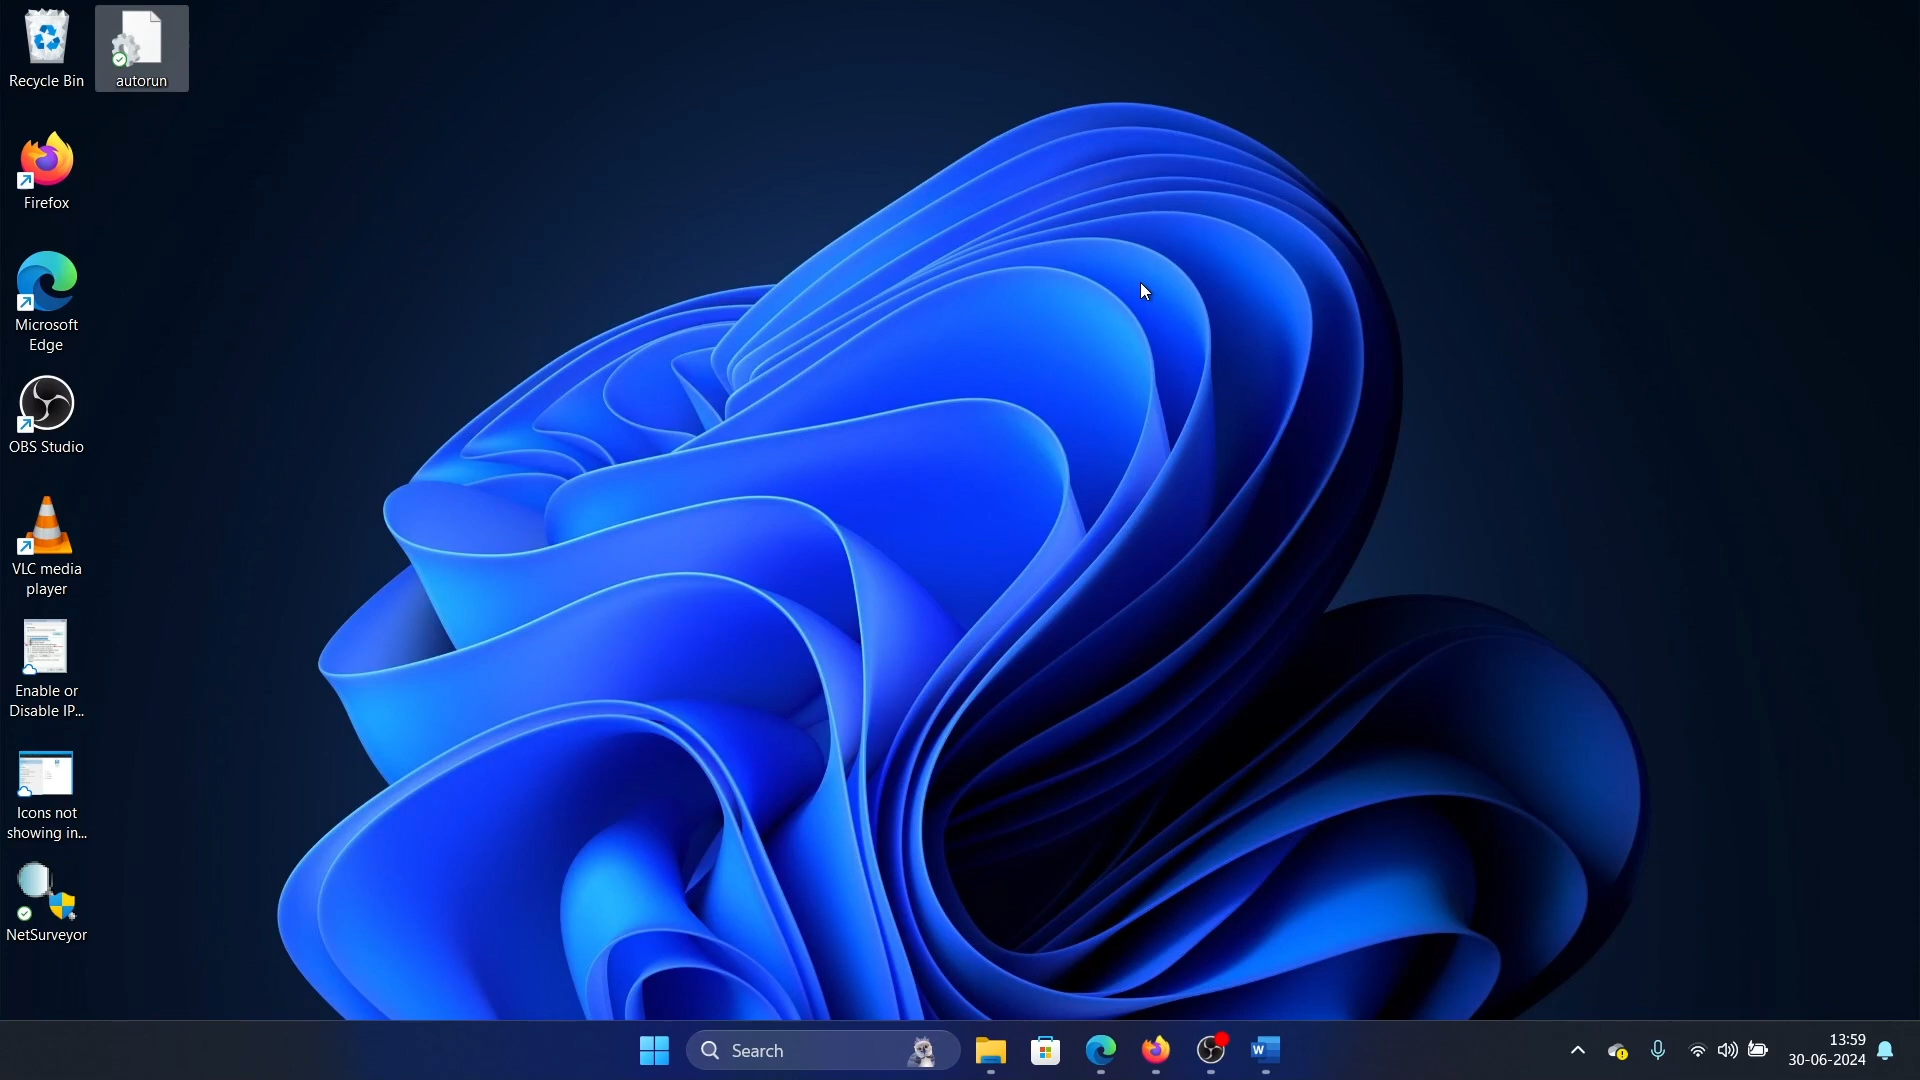 Recycle Bin
autorun
Firefox
Microsoft
Edge
OBS Studio
VLC media
player
Enable or
Disable IP...
Icons not
showing in...
NetSurveyor
Search
W
13:59
30-06-2024